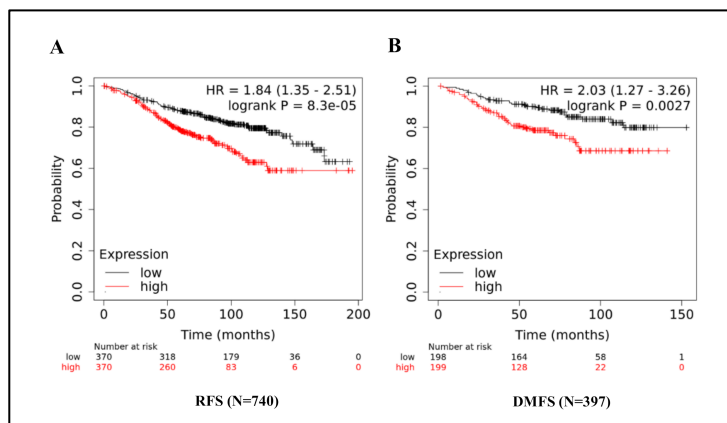 A
HR = 1.84 (1.35 - 2.51)
logrank P = 8.3e-05
Probability
1.0
0.8
0.6
0.4
0.2
0.0
Expression
low
high
0 50 100 150 200
Time (months)
Number at risk
low 370 318 179 36 0
high 370 260 83 6 0
RFS (N=740)
B
HR = 2.03 (1.27 - 3.26)
logrank P = 0.0027
Probability
1.0
0.8
0.6
0.4
0.2
0.0
Expression
low
high
0 50 100 150
Time (months)
Number at risk
low 198 164 58 1
high 199 128 22 0
DMFS (N=397)